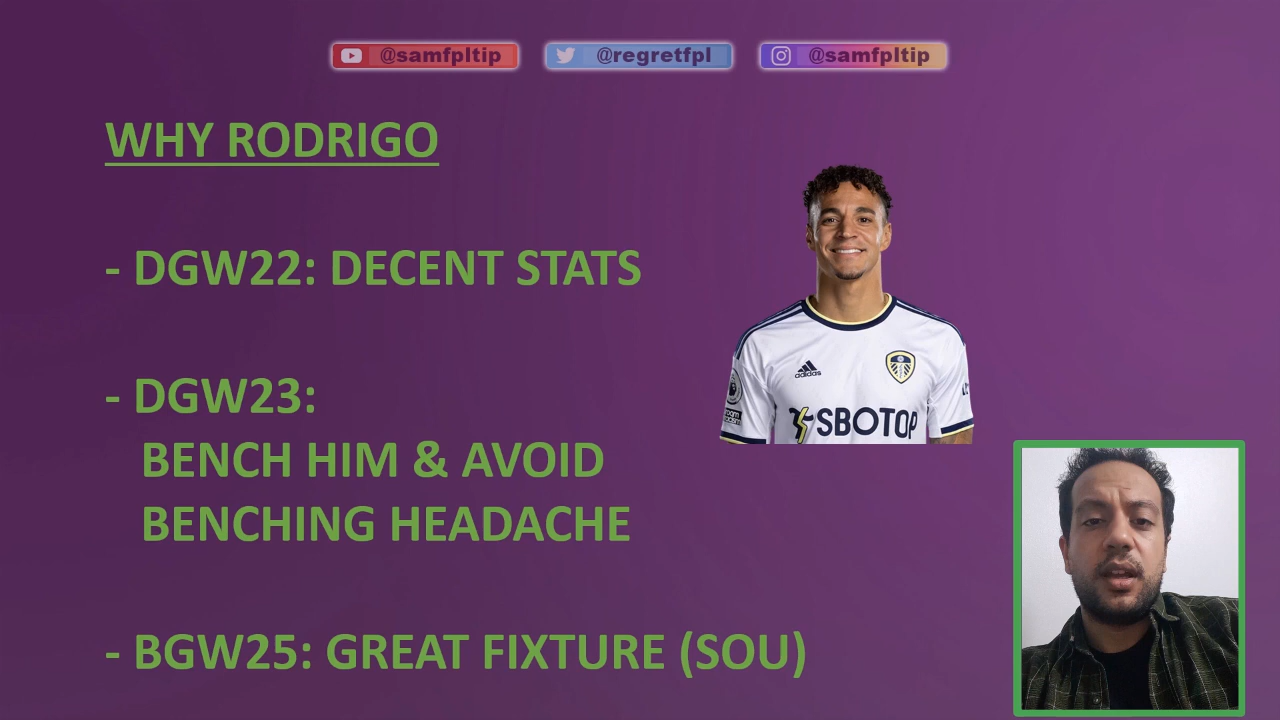 @samfpltip @regretfpl @samfpltip
WHY RODRIGO
- DGW22: DECENT STATS
- DGW23:
BENCH HIM & AVOID
BENCHING HEADACHE
- BGW25: GREAT FIXTURE (SOU)
adidas
SBOTOP